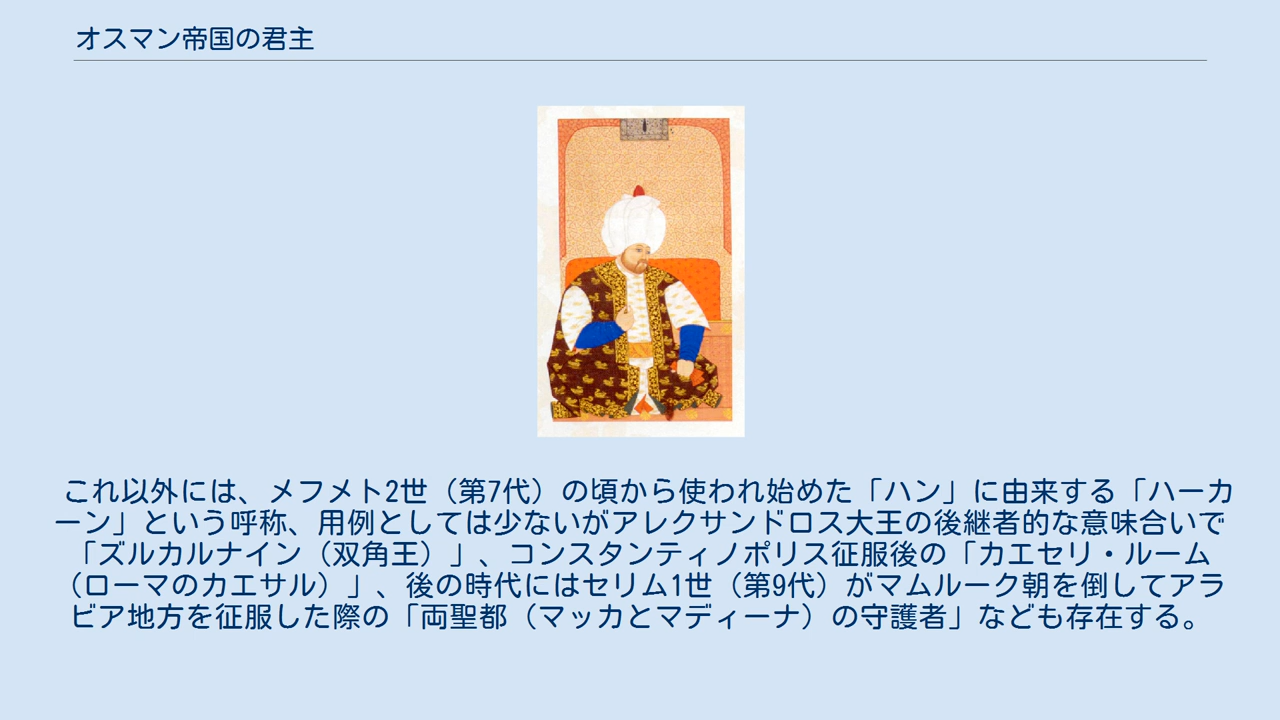 オスマン帝国の君主
これ以外には、メフメト2世（第7代）の頃から使われ始めた「ハン」に由来する「ハーカ
ーン」という呼称、用例としては少ないがアレクサンドロス大王の後継者的な意味合いで
「ズルカルナイン（双角王）」、コンスタンティノポリス征服後の「カエセリ・ルーム
（ローマのカエサル）」、後の時代にはセリム1世（第9代）がマムルーク朝を倒してアラ
ビア地方を征服した際の「両聖都（マッカとマディーナ）の守護者」なども存在する。